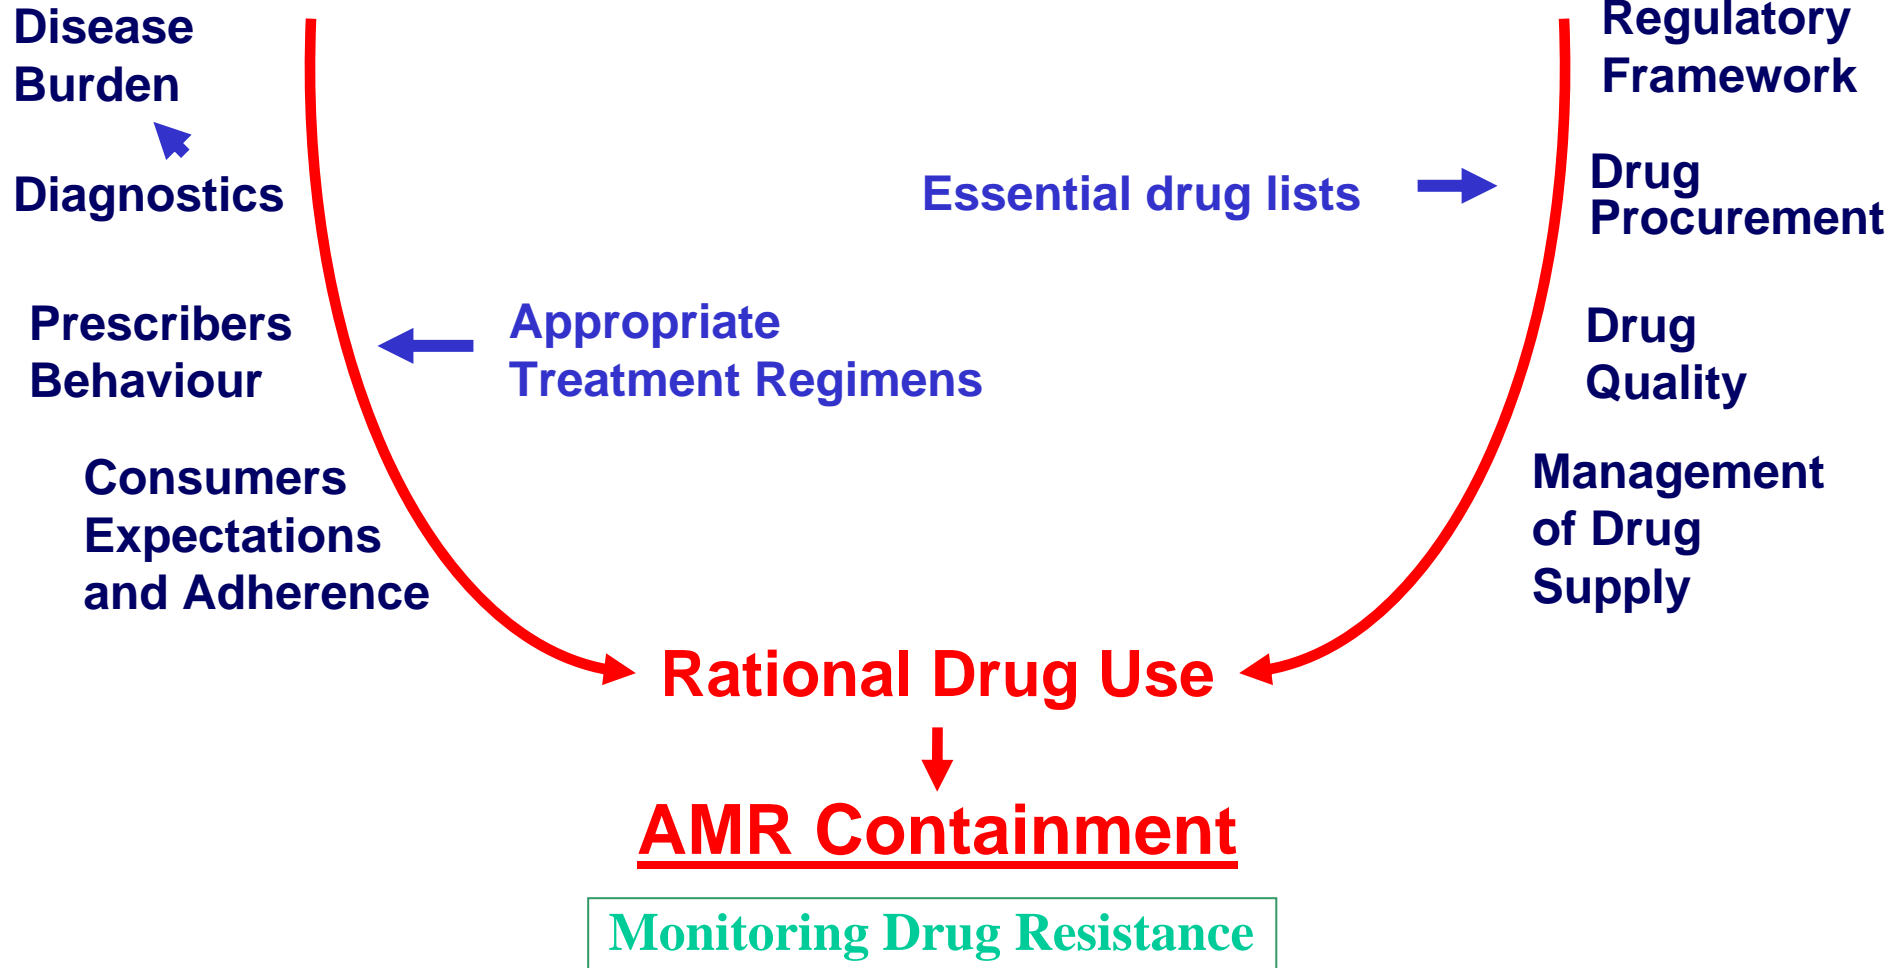 Disease
Burden
Diagnostics
Prescribers
Behaviour
Consumers
Expectations
and Adherence
Appropriate
Treatment Regimens
Essential drug lists
Regulatory
Framework
Drug
Procurement
Drug
Quality
Management
of Drug
Supply
Rational Drug Use
AMR Containment
Monitoring Drug Resistance